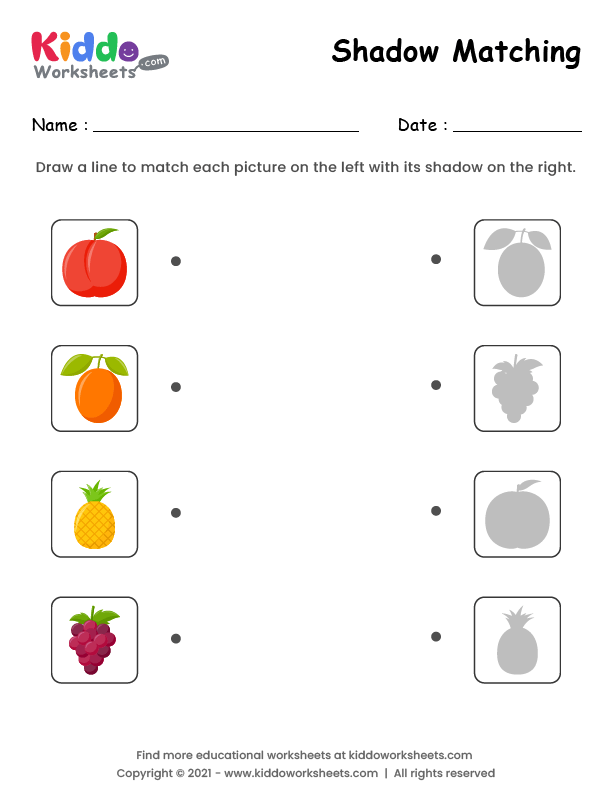 Kiddo
Worksheets
.com
Shadow Matching
Name : Date :
Draw a line to match each picture on the left with its shadow on the right.
Find more educational worksheets at kiddoworksheets.com
Copyright © 2021 - www.kiddoworksheets.com | All rights reserved